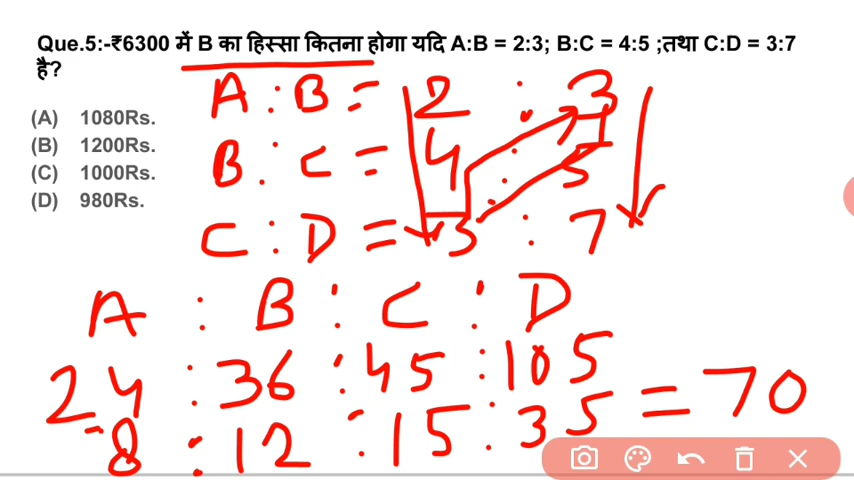 Que.5:-₹6300 में B का हिस्सा कितना होगा यदि A:B = 2:3; B:C = 4:5 ;तथा C:D = 3:7
है?
(A) 1080Rs.
(B) 1200Rs.
(C) 1000Rs.
(D) 980Rs.
A : B = 2 : 3
B : C = 4 : 5
C : D = 3 : 7
A : B : C : D
24 : 36 : 45 : 105
= 8 : 12 : 15 : 35 = 70